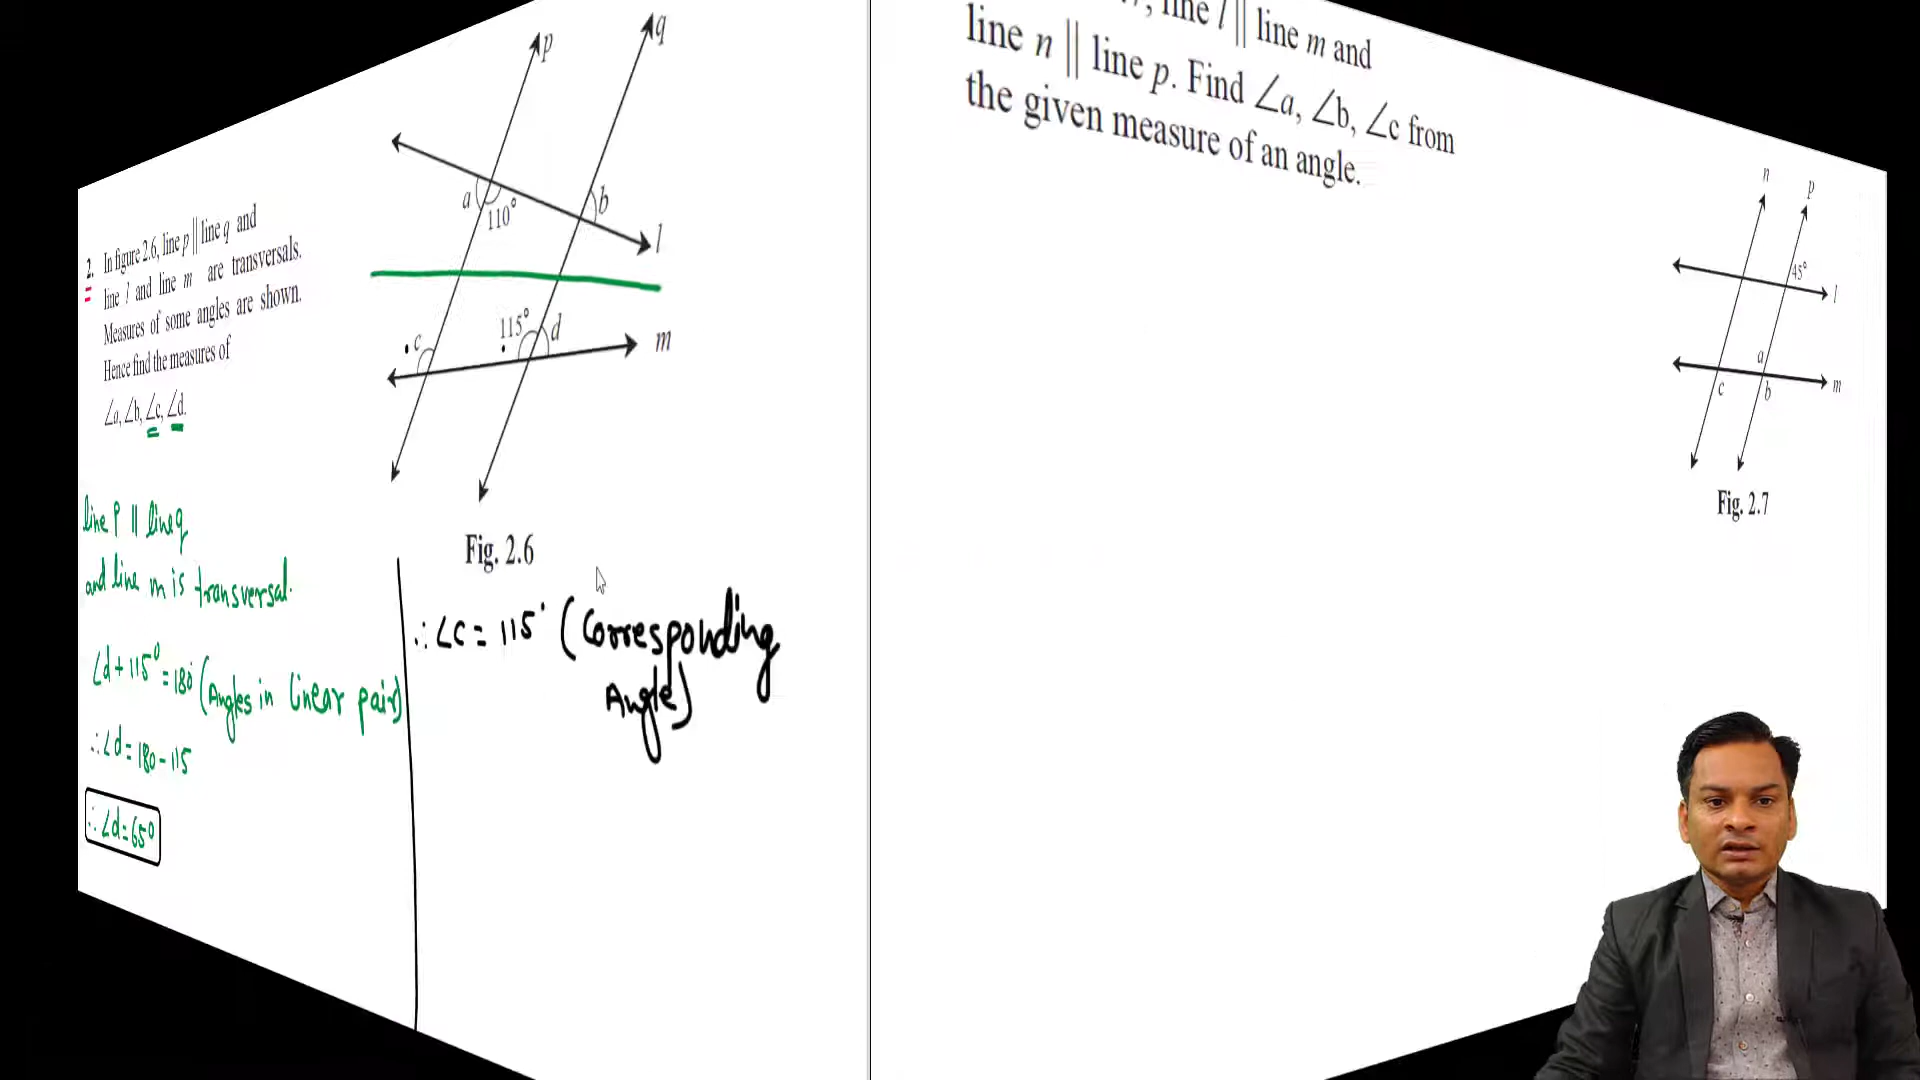 2. In figure 2.6, line p || line q and
line l and line m are transversals.
Measures of some angles are shown.
Hence find the measures of
∠a, ∠b, ∠c, ∠d.
p
q
a
110°
b
l
c
115°
d
m
Fig. 2.6
line P || line q
and line m is transversal.
∠d + 115° = 180° (Angles in linear pair)
∴ ∠d = 180 - 115
∴ ∠d = 65°
∴ ∠c = 115° (Corresponding
Angle)
, line l || line m and
line n || line p. Find ∠a, ∠b, ∠c from
the given measure of an angle.
n
p
45°
l
a
m
c
b
Fig. 2.7